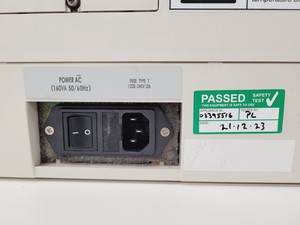 POWER AC
(160VA 50/60Hz)
FUSE TYPE T
PASSED
SAFETY
TEST
THIS EQUIPMENT IS SAFE TO USE
03395516
PL
21.12.23
I O